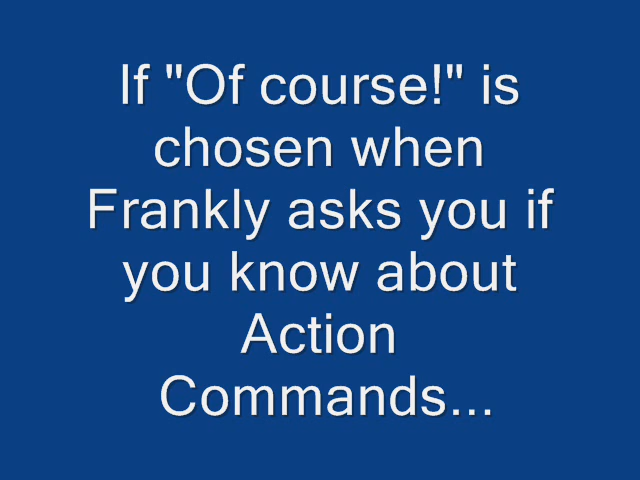 If "Of course!" is
chosen when
Frankly asks you if
you know about
Action
Commands...